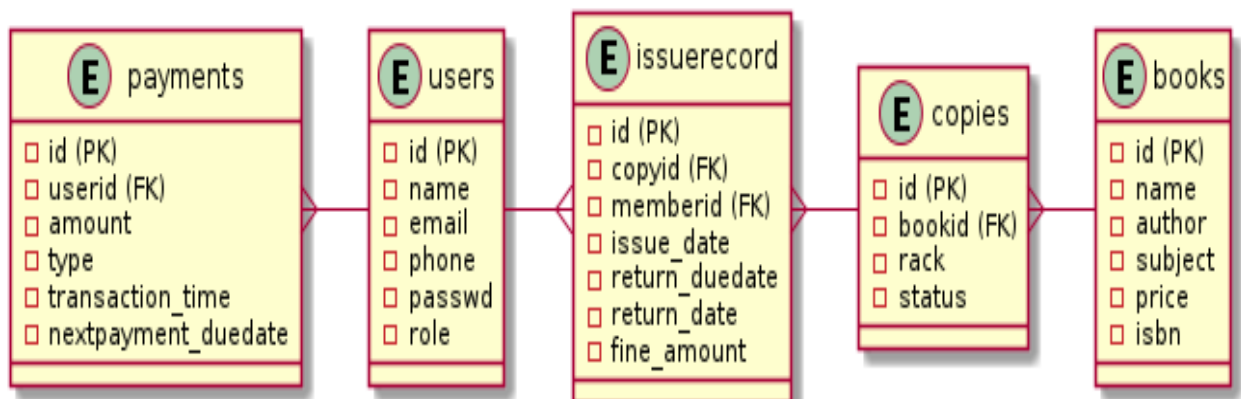 E payments
id (PK)
userid (FK)
amount
type
transaction_time
nextpayment_duedate
E users
id (PK)
name
email
phone
passwd
role
E issuerecord
id (PK)
copyid (FK)
memberid (FK)
issue_date
return_duedate
return_date
fine_amount
E copies
id (PK)
bookid (FK)
rack
status
E books
id (PK)
name
author
subject
price
isbn